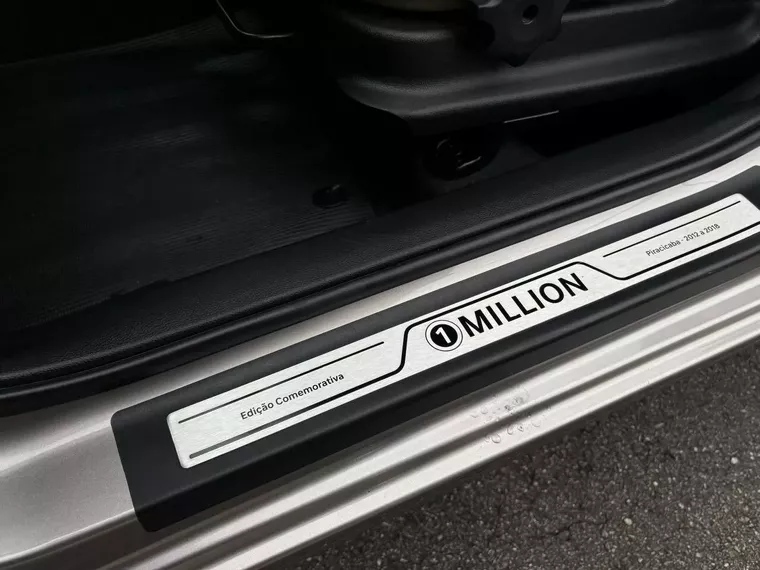 Edição Comemorativa
1 MILLION
Piracicaba - 2012 a 2018